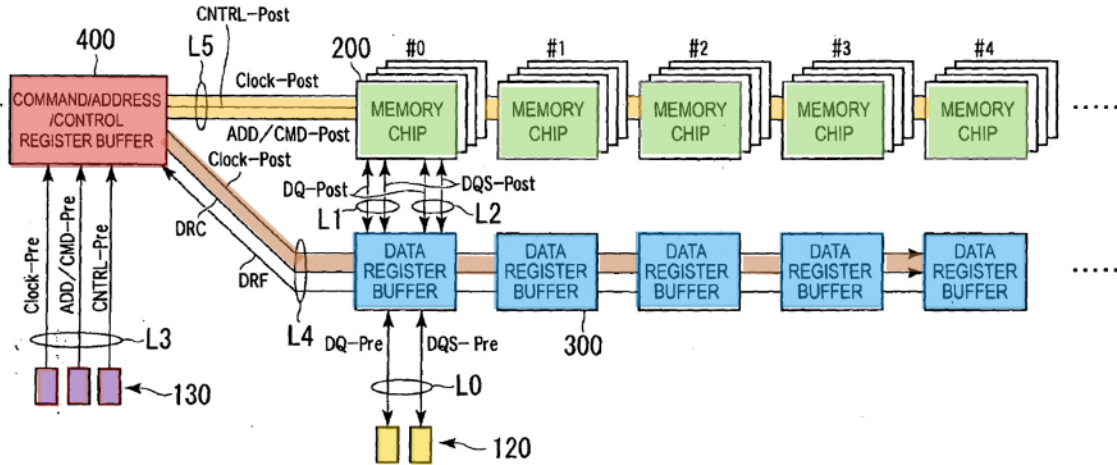 CNTRL-Post
400
L5
200
#0
#1
#2
#3
#4
Clock-Post
COMMAND/ADDRESS
/CONTROL
REGISTER BUFFER
MEMORY
CHIP
MEMORY
CHIP
MEMORY
CHIP
MEMORY
CHIP
MEMORY
CHIP
ADD/CMD-Post
Clock-Post
DQ-Post
DQS-Post
L1
L2
DRC
DRF
Clock-Pre
ADD/CMD-Pre
CNTRL-Pre
DATA
REGISTER
BUFFER
DATA
REGISTER
BUFFER
DATA
REGISTER
BUFFER
DATA
REGISTER
BUFFER
DATA
REGISTER
BUFFER
L3
L4
DQ-Pre
DQS-Pre
300
L0
130
120